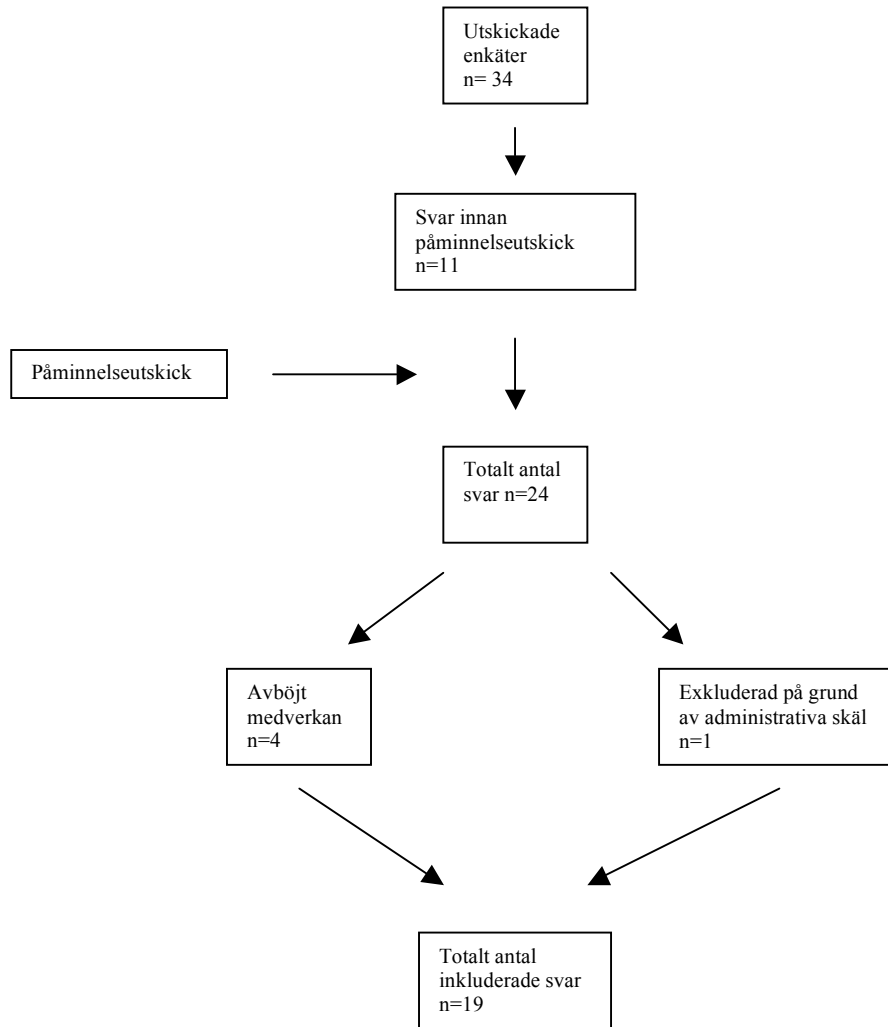 Utskickade
enkäter
n= 34
Svar innan
påminnelseutskick
n=11
Påminnelseutskick
Totalt antal
svar n=24
Avböjt
medverkan
n=4
Exkluderad på grund
av administrativa skäl
n=1
Totalt antal
inkluderade svar
n=19